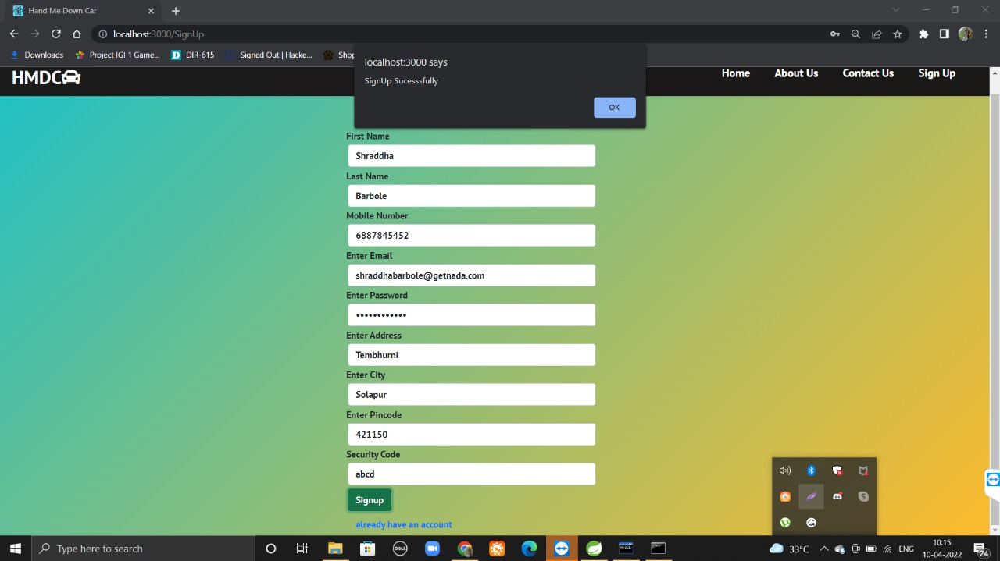 Hand Me Down Car
localhost:3000/SignUp
Downloads
Project IGI 1 Game...
DIR-615
Signed Out | Hacke...
Shop
localhost:3000 says
SignUp Sucesssfully
OK
HMDC
Home
About Us
Contact Us
Sign Up
First Name
Shraddha
Last Name
Barbole
Mobile Number
6887845452
Enter Email
shraddhabarbole@getnada.com
Enter Password
••••••••••••
Enter Address
Tembhurni
Enter City
Solapur
Enter Pincode
421150
Security Code
abcd
Signup
already have an account
Type here to search
33°C
ENG
10:15
10-04-2022
24